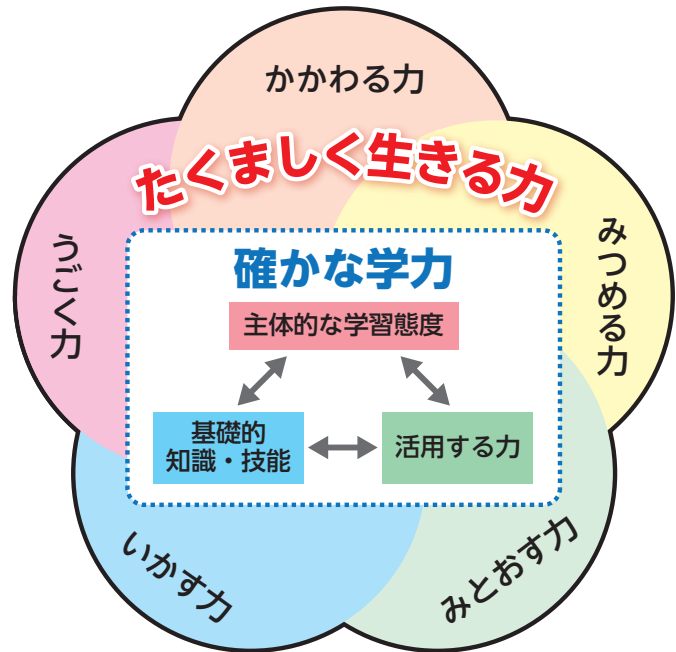 かかわる力
たくましく生きる力
うごく力
みつめる力
確かな学力
主体的な学習態度
基礎的
知識・技能
活用する力
いかす力
みとおす力